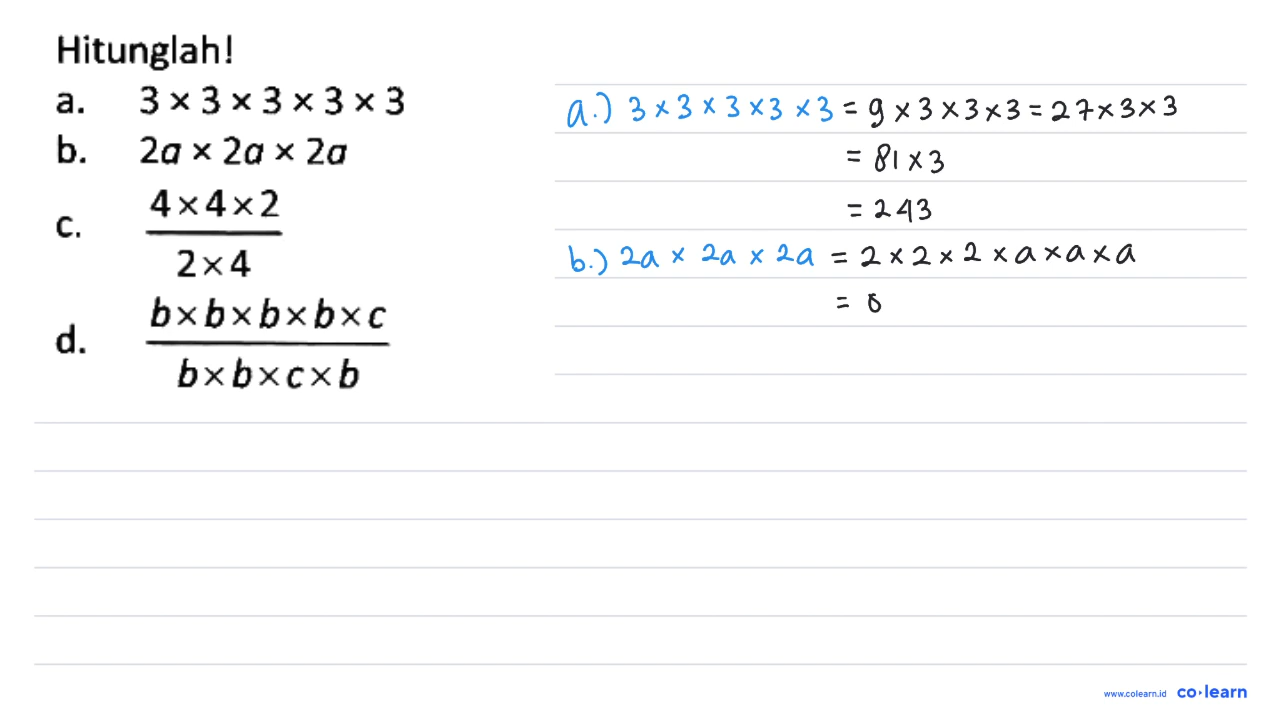 Hitunglah!
a. 3 × 3 × 3 × 3 × 3
b. 2a × 2a × 2a
c. 4 × 4 × 2
2 × 4
d. b × b × b × b × c
b × b × c × b
a.) 3 × 3 × 3 × 3 × 3 = 9 × 3 × 3 × 3 = 27 × 3 × 3
= 81 × 3
= 243
b.) 2a × 2a × 2a = 2 × 2 × 2 × a × a × a
=
www.colearn.id co·learn